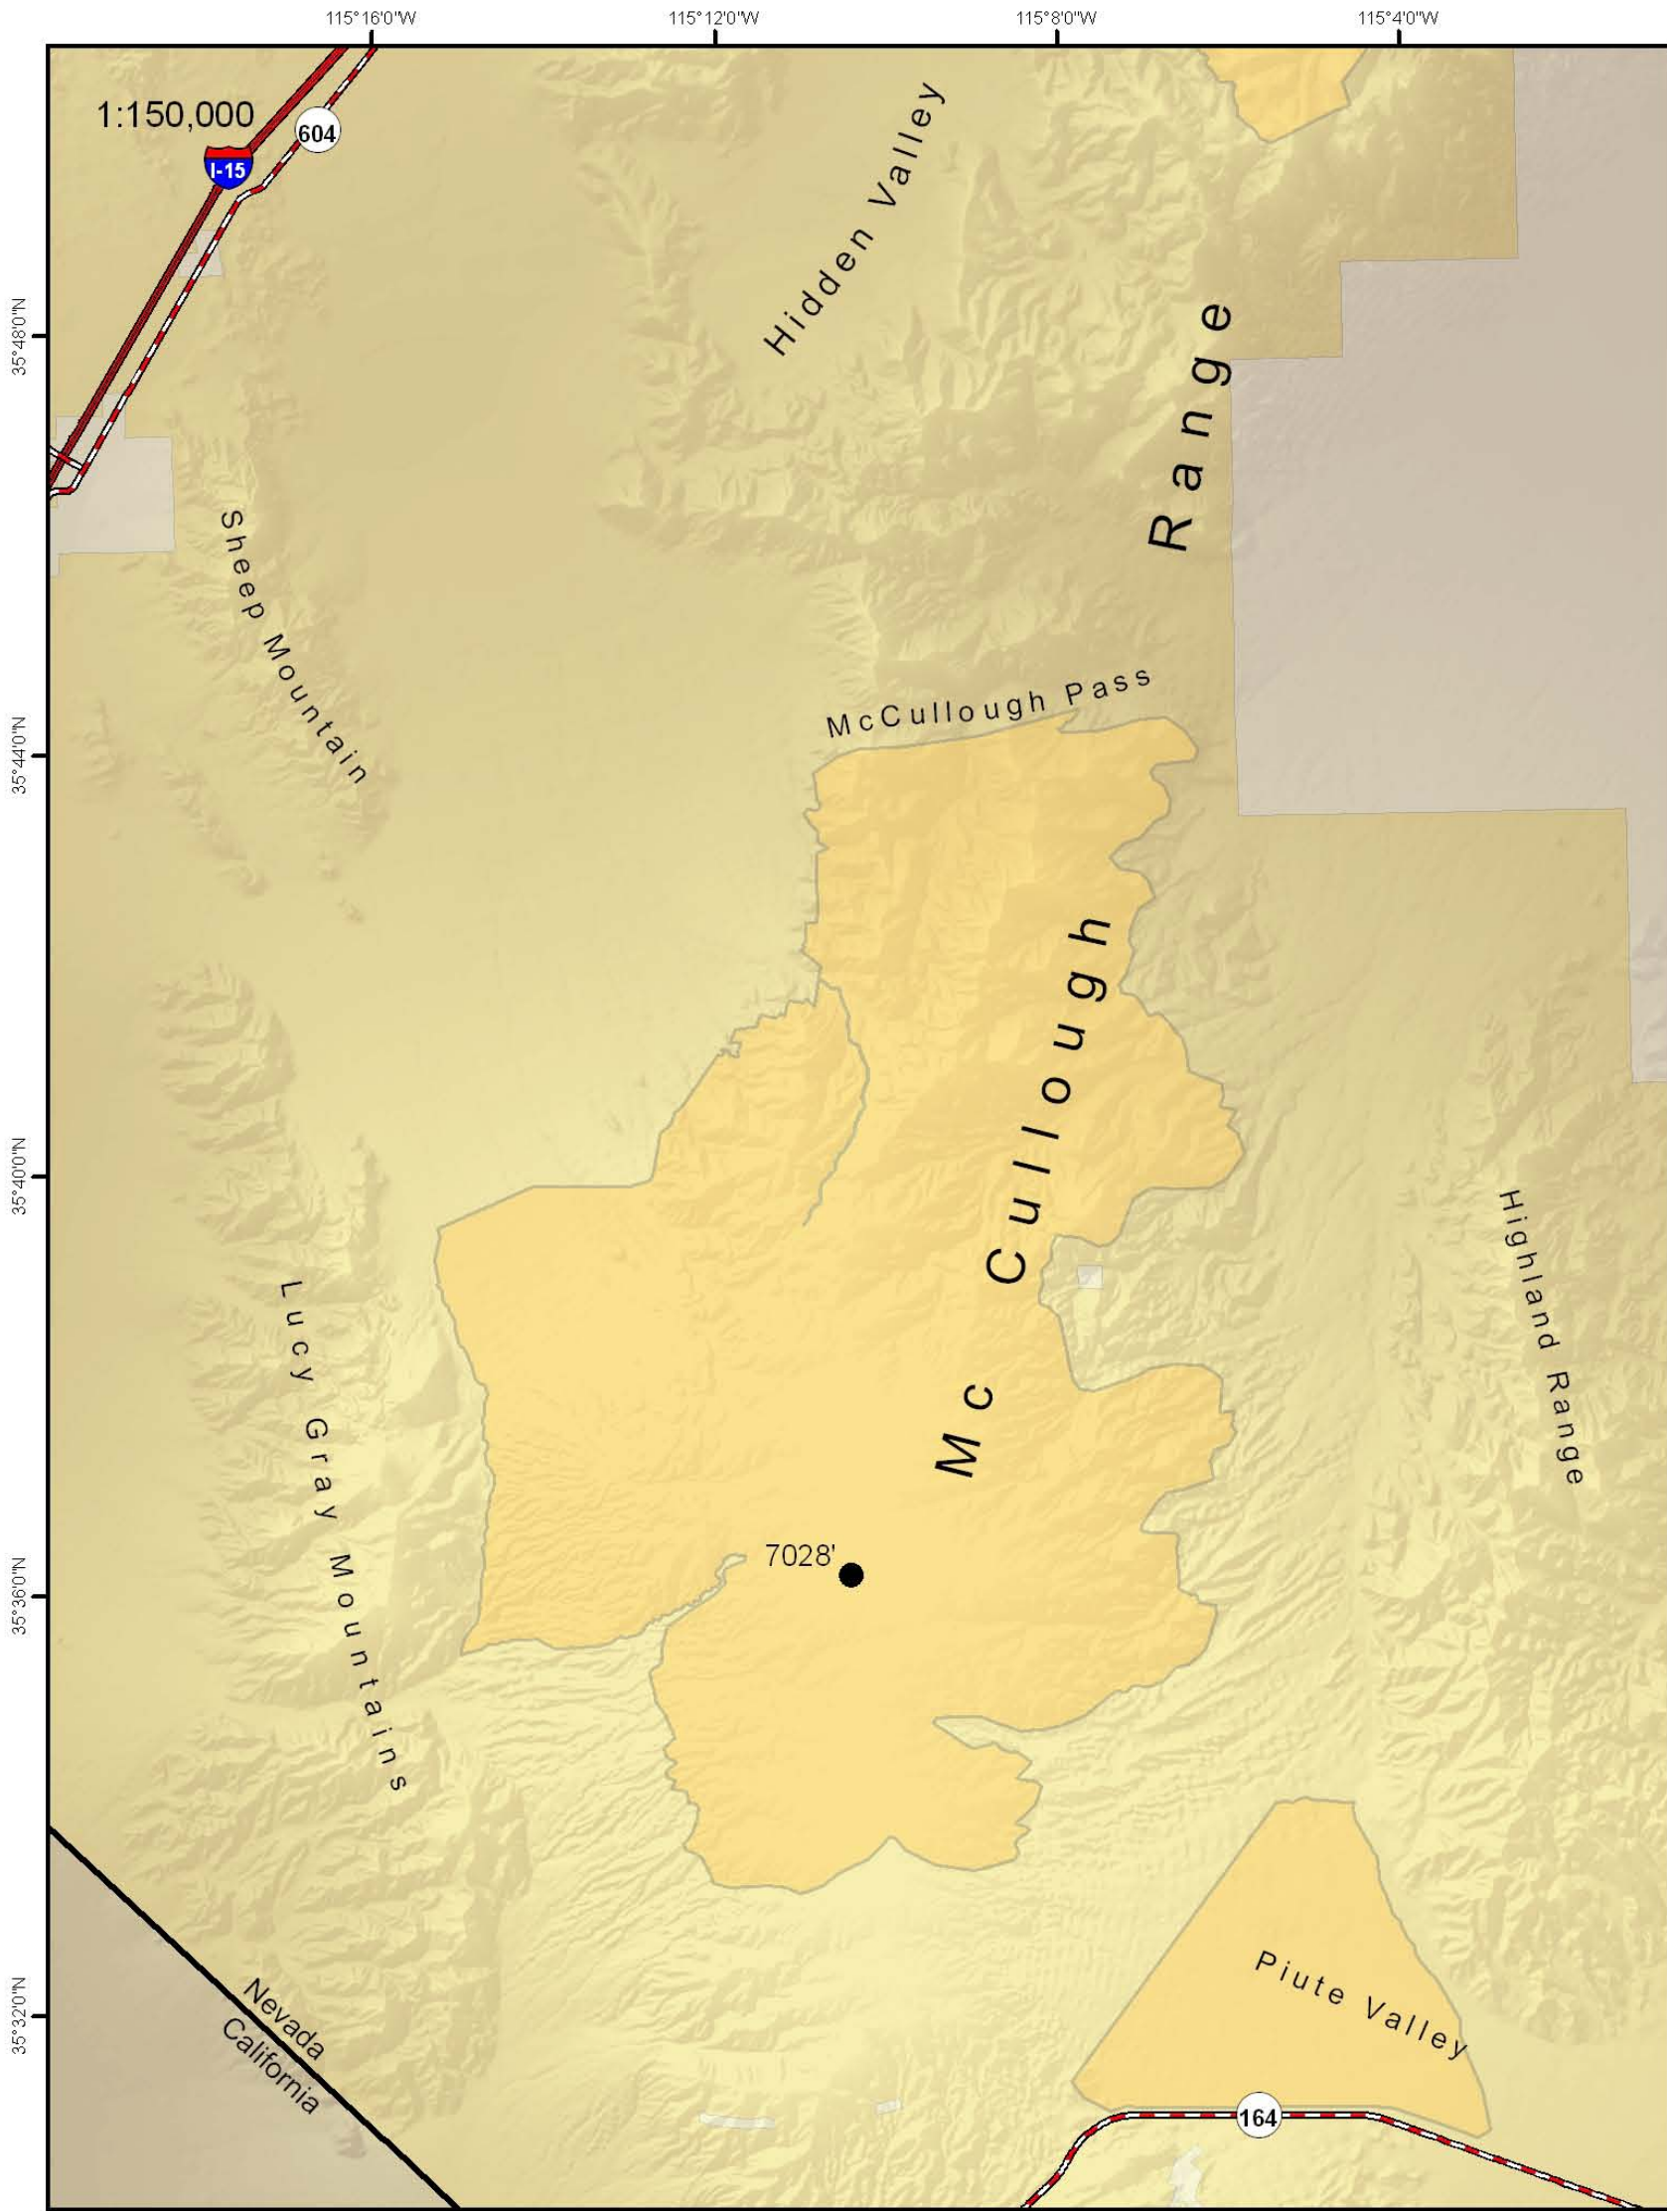 115°16'0"W
115°12'0"W
115°8'0"W
115°4'0"W
1:150,000
604
I-15
Hidden Valley
35°48'0"N
Range
Sheep Mountain
McCullough Pass
35°44'0"N
Mc Cullough
35°40'0"N
Highland Range
Lucy Gray Mountains
7028'
35°36'0"N
Piute Valley
35°32'0"N
Nevada
California
164